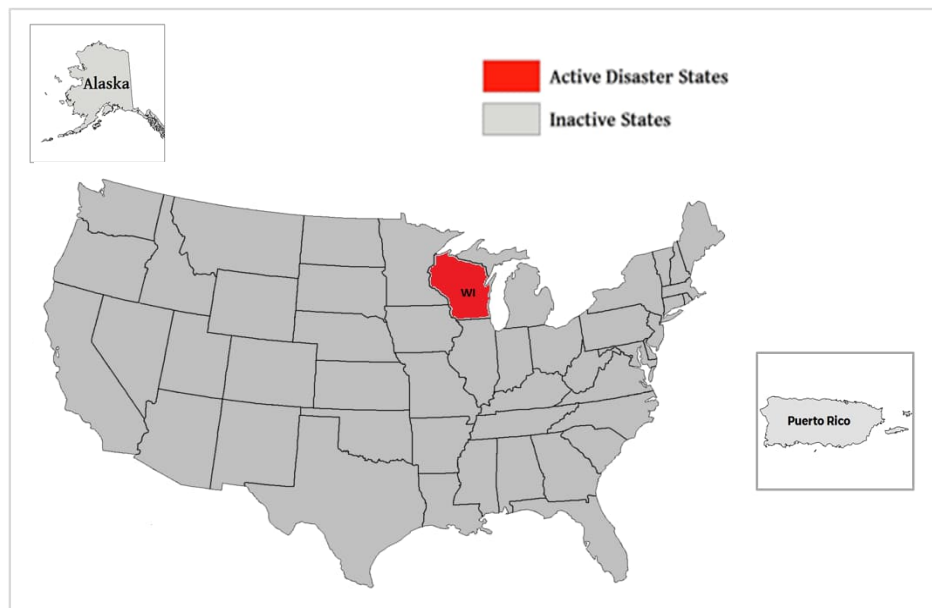 Alaska
Active Disaster States
Inactive States
WI
Puerto Rico